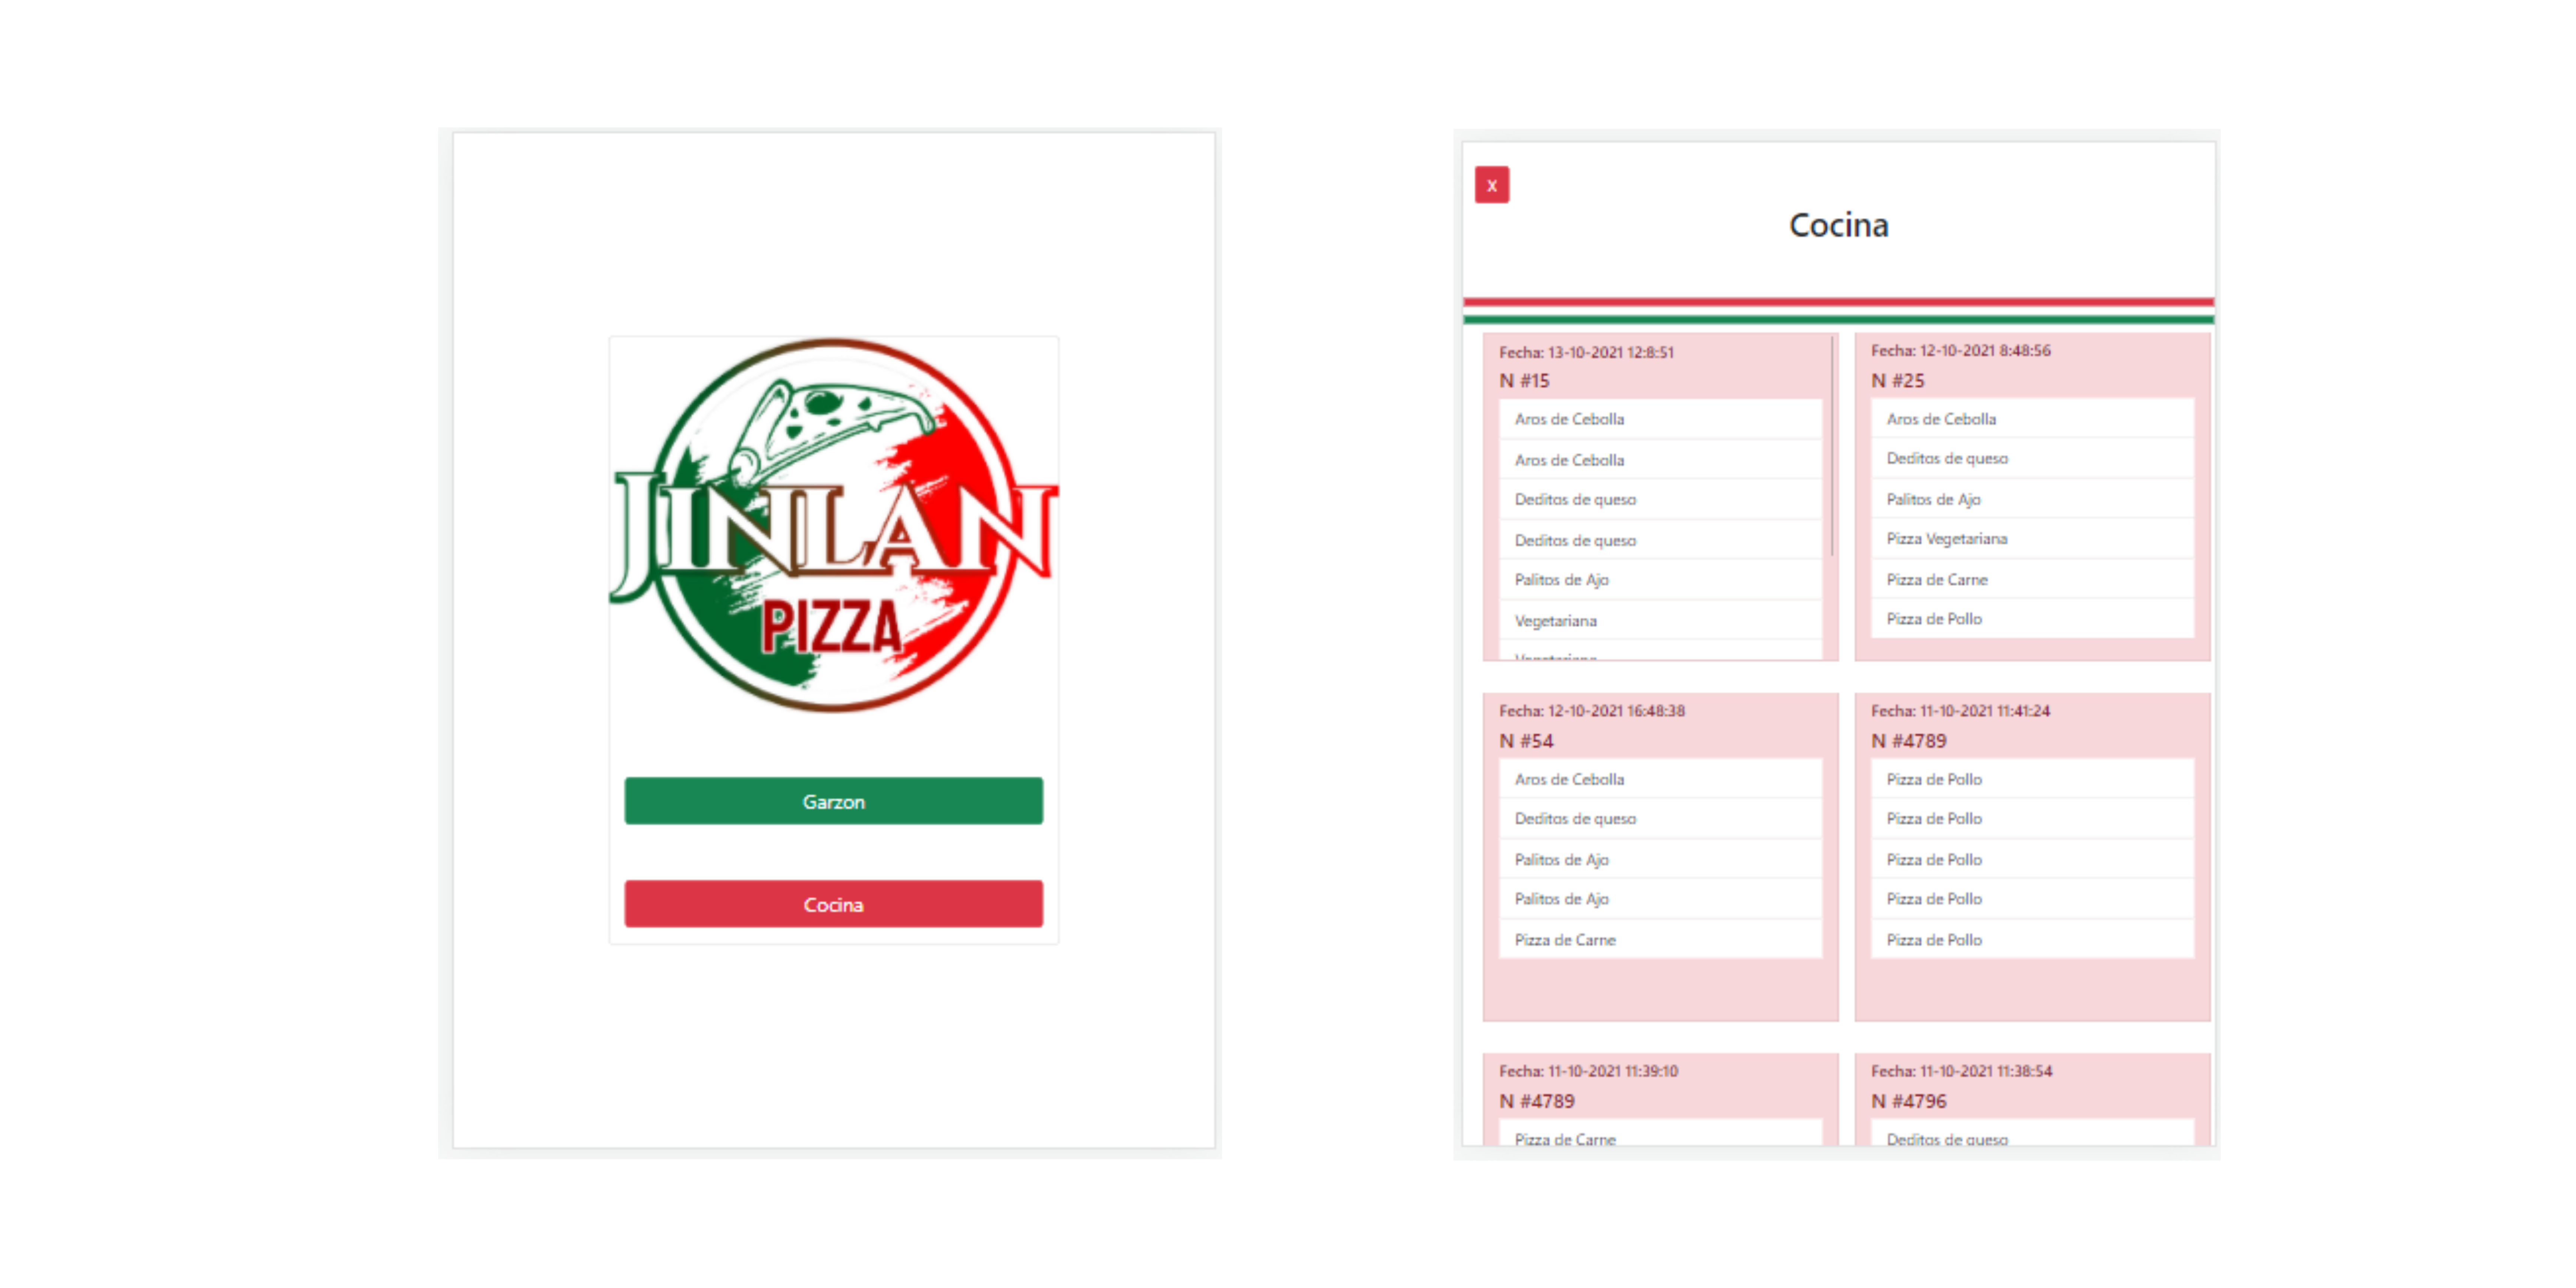 JINLAN
PIZZA
Garzon
Cocina
X
Cocina
Fecha: 13-10-2021 12:8:51
N #15
Aros de Cebolla
Aros de Cebolla
Deditos de queso
Deditos de queso
Palitos de Ajo
Vegetariana
Fecha: 12-10-2021 8:48:56
N #25
Aros de Cebolla
Deditos de queso
Palitos de Ajo
Pizza Vegetariana
Pizza de Carne
Pizza de Pollo
Fecha: 12-10-2021 16:48:38
N #54
Aros de Cebolla
Deditos de queso
Palitos de Ajo
Palitos de Ajo
Pizza de Carne
Fecha: 11-10-2021 11:41:24
N #4789
Pizza de Pollo
Pizza de Pollo
Pizza de Pollo
Pizza de Pollo
Pizza de Pollo
Fecha: 11-10-2021 11:39:10
N #4789
Pizza de Carne
Fecha: 11-10-2021 11:38:54
N #4796
Deditos de queso